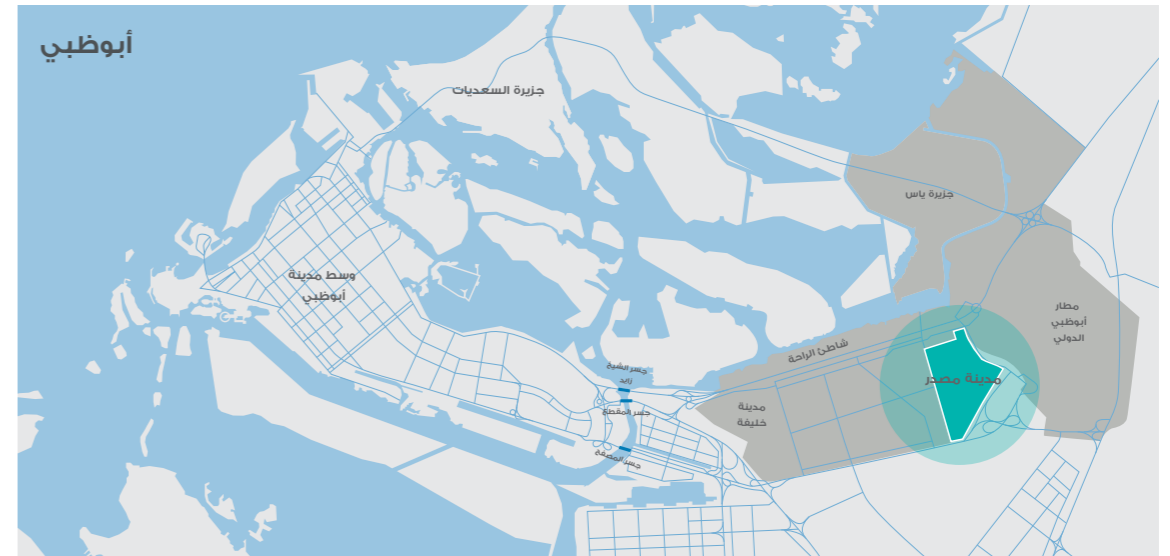 أبوظبي
جزيرة السعديات
جزيرة ياس
وسط مدينة
أبوظبي
مطار
أبوظبي
الدولي
شاطئ الراحة
جسر الشيخ
زايد
مدينة مصدر
جسر المقطع
مدينة
خليفة
جسر المصفح